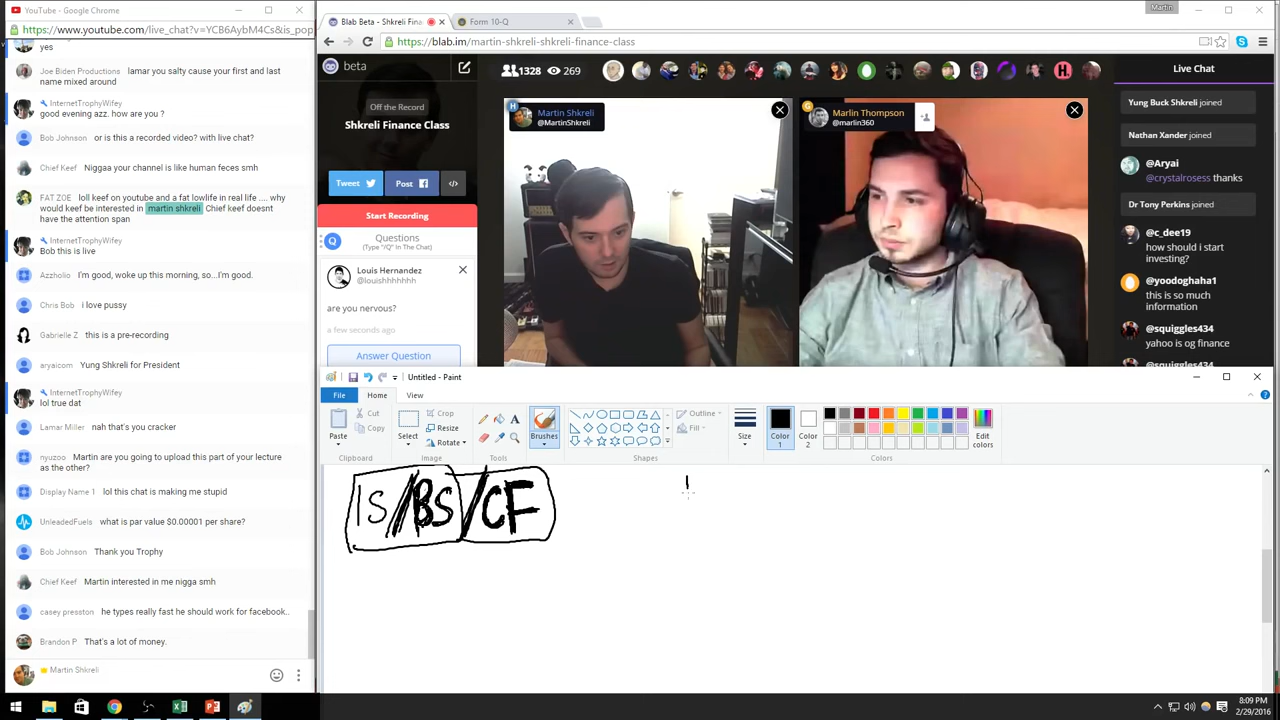 YouTube - Google Chrome
https://www.youtube.com/live_chat?v=YCB6AybM4Cs&is_pop
yes
Joe Biden Productions lamar you salty cause your first and last
name mixed around
InternetTrophyWifey
good evening azz. how are you ?
Bob Johnson or is this a recorded video? with live chat?
Chief Keef Niggaa your channel is like human feces smh
FAT ZOE loll keef on youtube and a fat lowlife in real life .... why
would keef be interested in martin shkreli Chief keef doesnt
have the attention span
InternetTrophyWifey
Bob this is live
Azzholio I'm good, woke up this morning, so...I'm good.
Chris Bob i love pussy
Gabrielle Z this is a pre-recording
aryaicom Yung Shkreli for President
InternetTrophyWifey
lol true dat
Lamar Miller nah that's you cracker
nyuzoo Martin are you going to upload this part of your lecture
as the other?
Display Name 1 lol this chat is making me stupid
UnleadedFuels what is par value $0.00001 per share?
Bob Johnson Thank you Trophy
Chief Keef Martin interested in me nigga smh
casey presston he types really fast he should work for facebook..
Brandon P. That's a lot of money.
Martin Shkreli
Blab Beta - Shkreli Fina
Form 10-Q
Martin
https://blab.im/martin-shkreli-shkreli-finance-class
beta
1328 269
H.
Live Chat
Off the Record
Shkreli Finance Class
Tweet Post </>
Start Recording
Q Questions
(Type "/Q" In The Chat)
Louis Hernandez
@louishhhhhhh
are you nervous?
a few seconds ago
Answer Question
H Martin Shkreli
@MartinShkreli
G Marlin Thompson
@marlin360
Yung Buck Shkreli joined
Nathan Xander joined
@Aryai
@crystalrosess thanks
Dr Tony Perkins joined
@c_dee19
how should i start
investing?
@yoodoghaha1
this is so much
information
@squiggles434
yahoo is og finance
@squiggles434
Untitled - Paint
File Home View
Paste
Cut
Copy
Clipboard
Select
Crop
Resize
Rotate
Image
A
Tools
Brushes
Outline
Fill
Shapes
Size
Color
1
Color
2
Edit
colors
Colors
IS/BS/CF
8:09 PM
2/29/2016